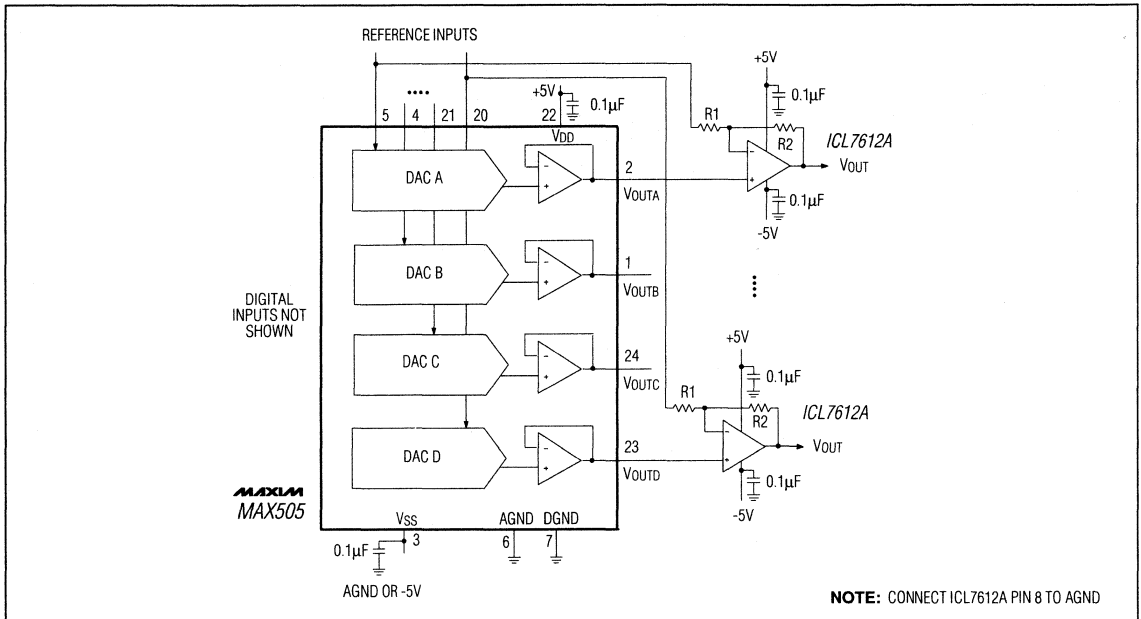 REFERENCE INPUTS
+5V
+5V
0.1µF
R1
0.1µF
ICL7612A
5 4 21 20 22
VDD
R2
DAC A
2
VOUTA
VOUT
0.1µF
-5V
DAC B
1
VOUTB
DIGITAL
INPUTS NOT
SHOWN
+5V
DAC C
24
VOUTC
0.1µF
R1
ICL7612A
R2
DAC D
23
VOUTD
VOUT
0.1µF
-5V
MAXIM
MAX505
VSS
AGND DGND
3
6 7
0.1µF
AGND OR -5V
NOTE: CONNECT ICL7612A PIN 8 TO AGND
- + - + - + - + - + - +